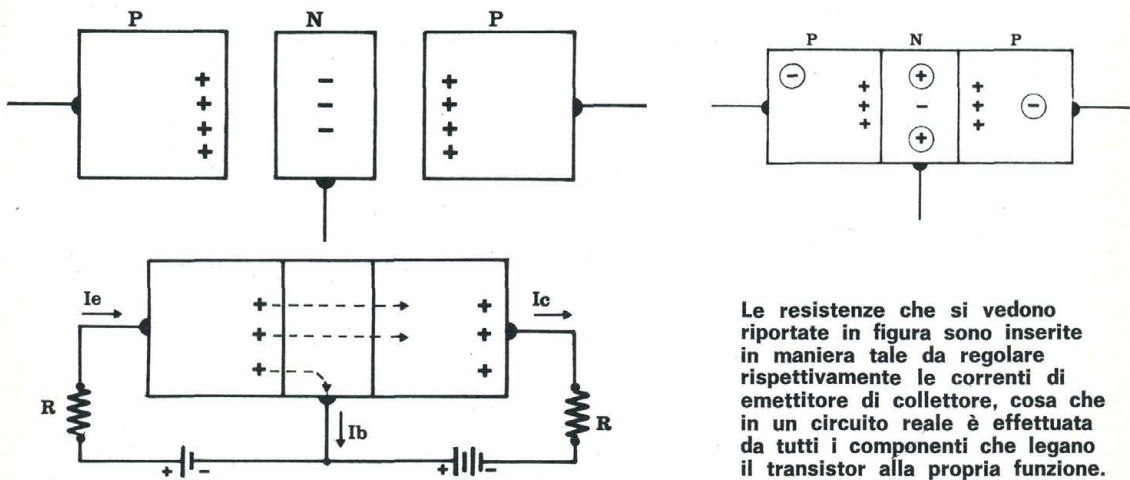 P N P
+ - +
+ - +
+ - +
+ +
P N P
- + +
+ - + -
+ + +
Ie
Ic
+ +
+ +
+ +
R
R
Ib
+ - + -
Le resistenze che si vedono
riportate in figura sono inserite
in maniera tale da regolare
rispettivamente le correnti di
emettitore di collettore, cosa che
in un circuito reale è effettuata
da tutti i componenti che legano
il transistor alla propria funzione.